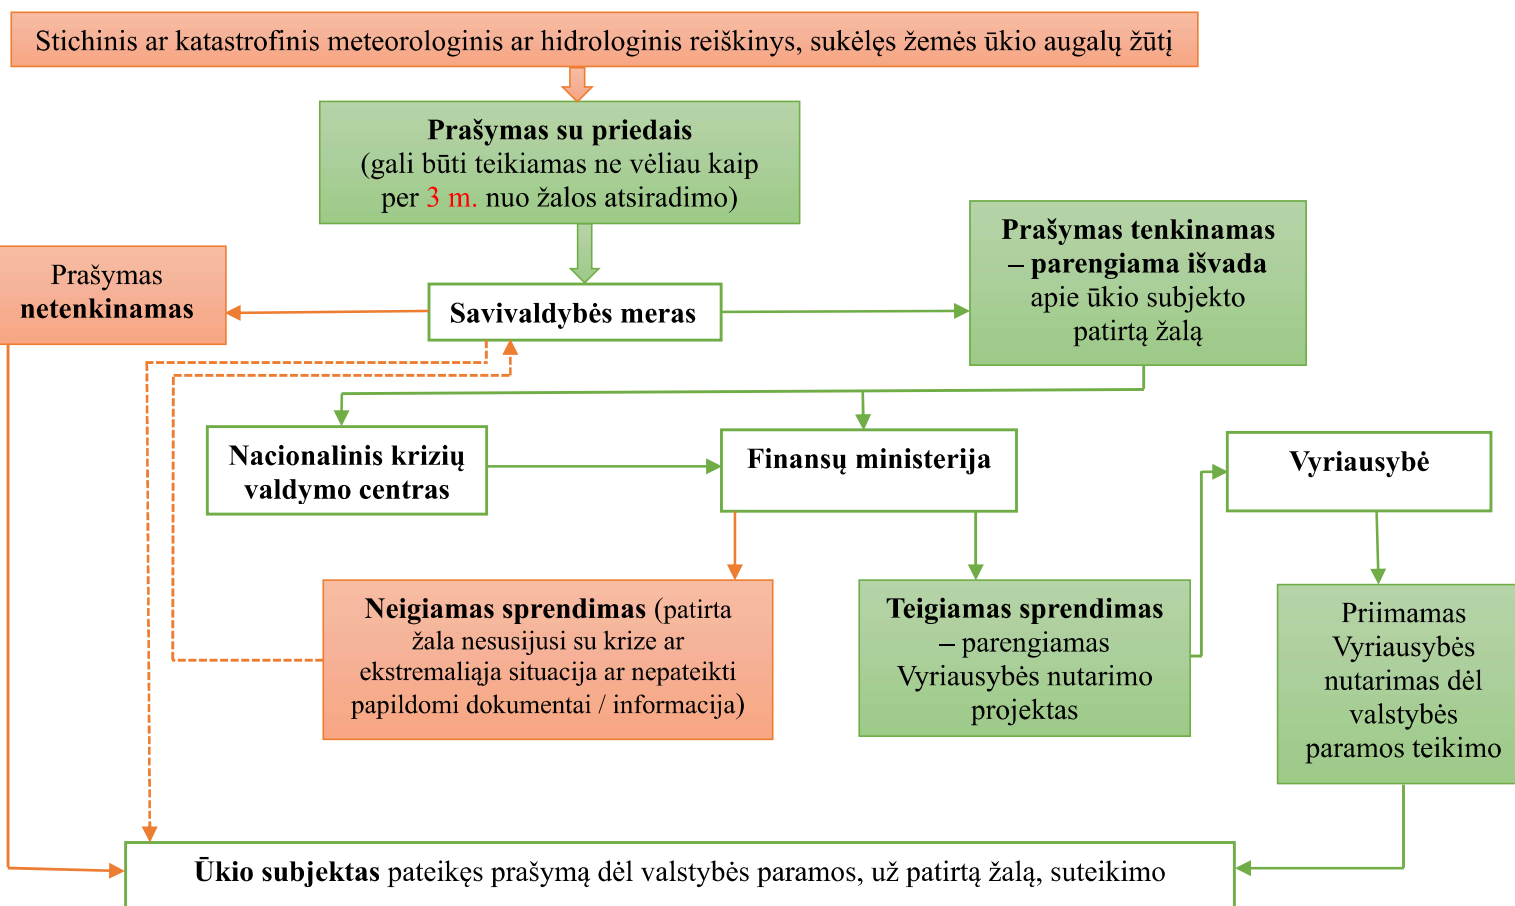 Stichinis ar katastrofinis meteorologinis ar hidrologinis reiškinys, sukėlęs žemės ūkio augalų žūtį
Prašymas su priedais
(gali būti teikiamas ne vėliau kaip
per 3 m. nuo žalos atsiradimo)
Prašymas
netenkinamas
Savivaldybės meras
Prašymas tenkinamas
– parengiama išvada
apie ūkio subjekto
patirtą žalą
Nacionalinis krizių
valdymo centras
Finansų ministerija
Vyriausybė
Neigiamas sprendimas (patirta
žala nesusijusi su krize ar
ekstremaliąja situacija ar nepateikti
papildomi dokumentai / informacija)
Teigiamas sprendimas
– parengiamas
Vyriausybės nutarimo
projektas
Priimamas
Vyriausybės
nutarimas dėl
valstybės
paramos teikimo
Ūkio subjektas pateikęs prašymą dėl valstybės paramos, už patirtą žalą, suteikimo